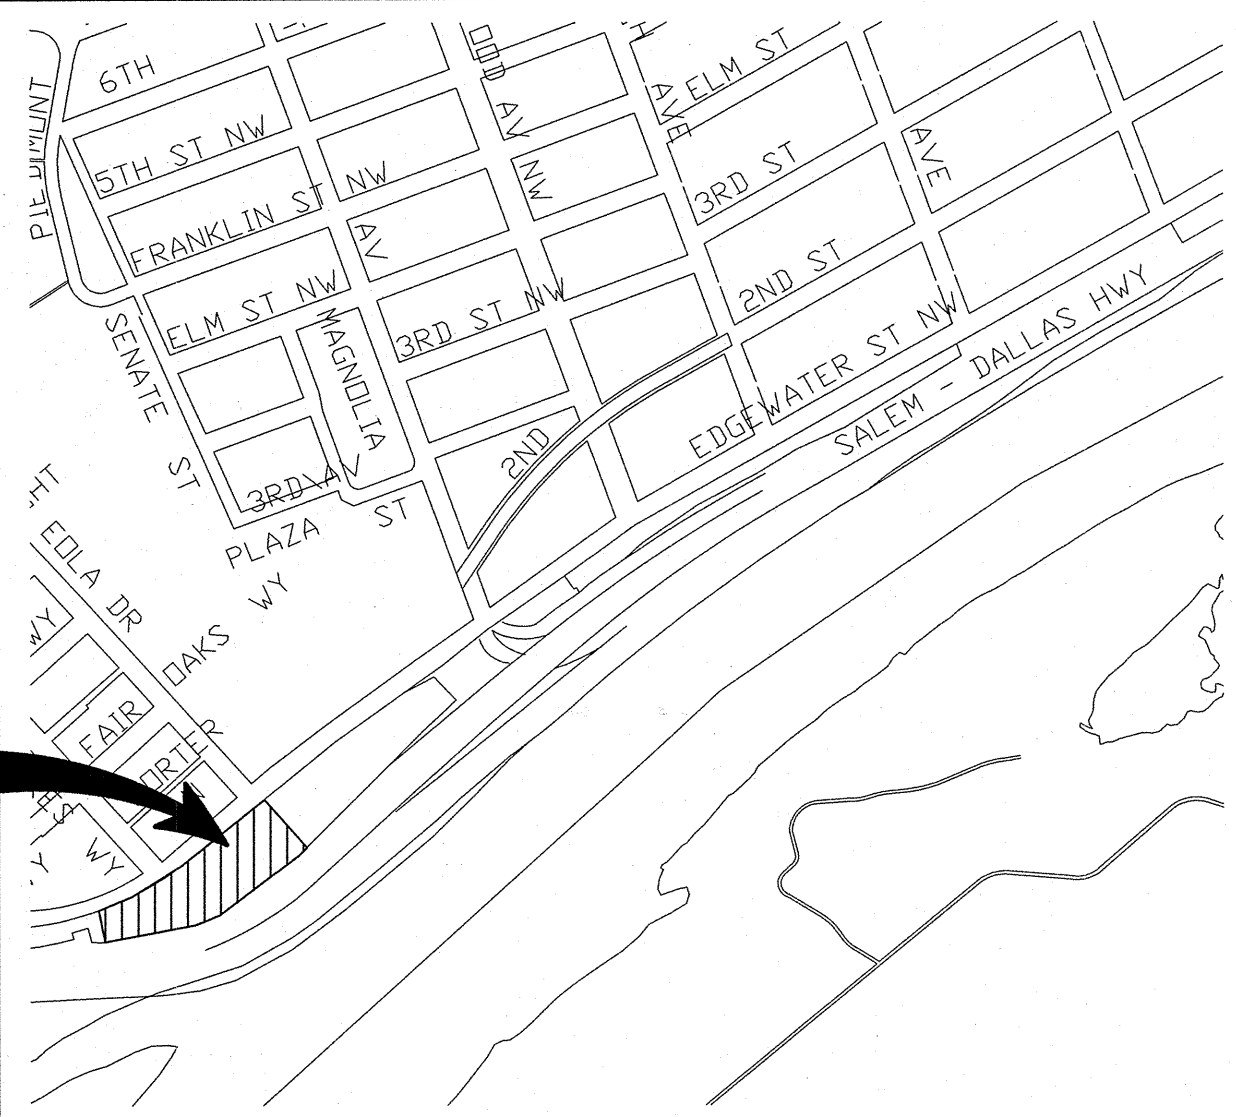 6TH
PIEDMONT
5TH ST NW
FRANKLIN ST NW
ELM ST NW
AV
AV NW
AVE
ELM ST
3RD ST
AVE
2ND ST
3RD ST NW
MAGNOLIA
SENATE ST
EDGEWATER ST NW
SALEM - DALLAS HWY
2ND
3RD AV
PLAZA ST
WY
EOLA DR
OAKS
WY
FAIR
WY